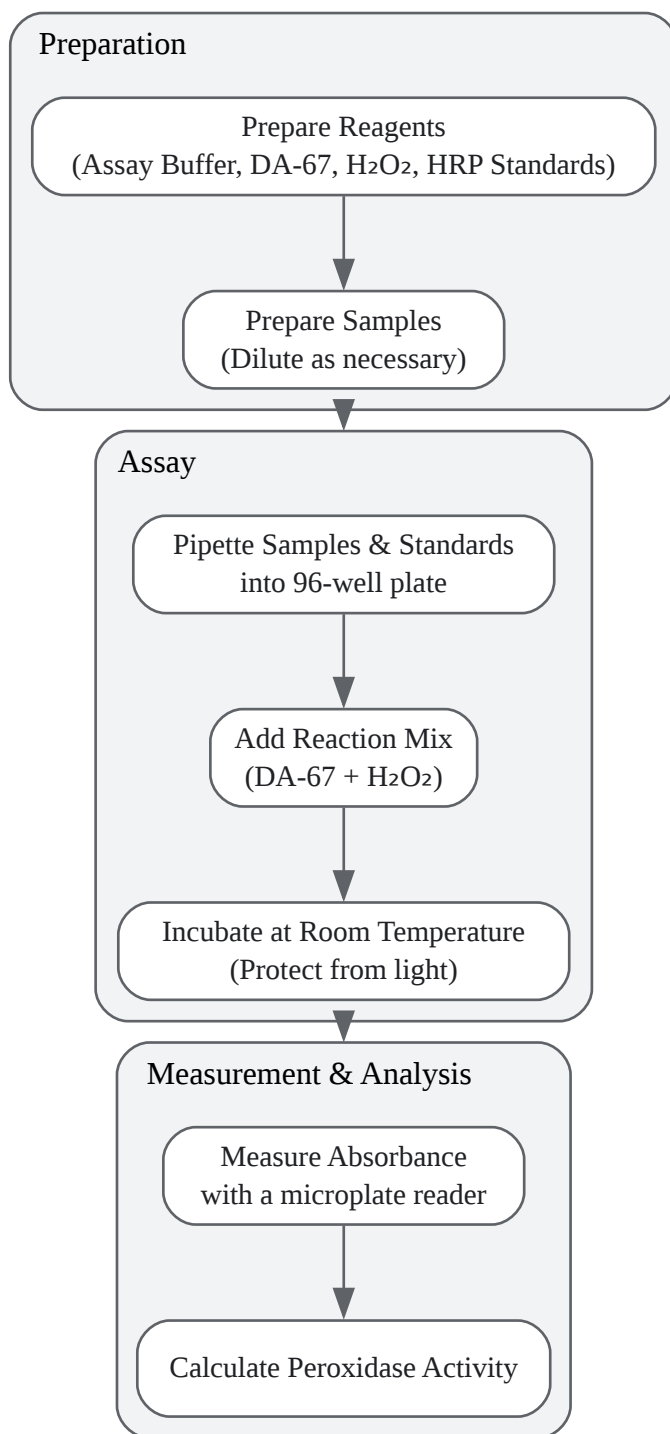 Preparation
Prepare Reagents
(Assay Buffer, DA-67, H₂O₂, HRP Standards)
Prepare Samples
(Dilute as necessary)
Assay
Pipette Samples & Standards
into 96-well plate
Add Reaction Mix
(DA-67 + H₂O₂)
Incubate at Room Temperature
(Protect from light)
Measurement & Analysis
Measure Absorbance
with a microplate reader
Calculate Peroxidase Activity